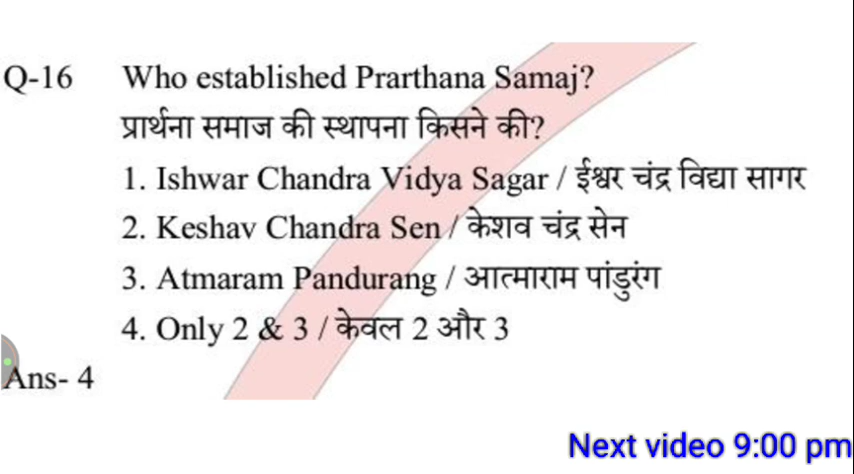 Q-16 Who established Prarthana Samaj?
प्रार्थना समाज की स्थापना किसने की?
1. Ishwar Chandra Vidya Sagar / ईश्वर चंद्र विद्या सागर
2. Keshav Chandra Sen / केशव चंद्र सेन
3. Atmaram Pandurang / आत्माराम पांडुरंग
4. Only 2 & 3 / केवल 2 और 3
Ans- 4
Next video 9:00 pm